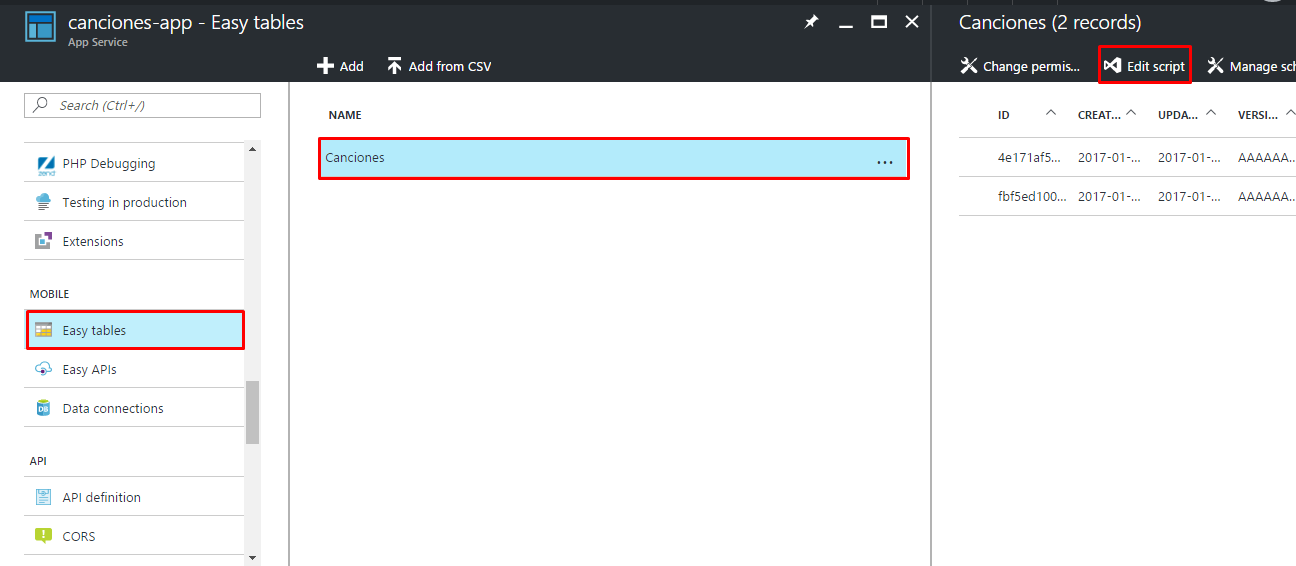 canciones-app - Easy tables
App Service
Add
Add from CSV
Search (Ctrl+/)
zend
PHP Debugging
Testing in production
Extensions
MOBILE
Easy tables
Easy APIs
DB
Data connections
API
API definition
CORS
NAME
Canciones
...
Canciones (2 records)
Change permis...
Edit script
Manage sch
ID CREAT... UPDA... VERSI...
4e171af5... 2017-01-... 2017-01-... AAAAAA...
fbf5ed100... 2017-01-... 2017-01-... AAAAAA...